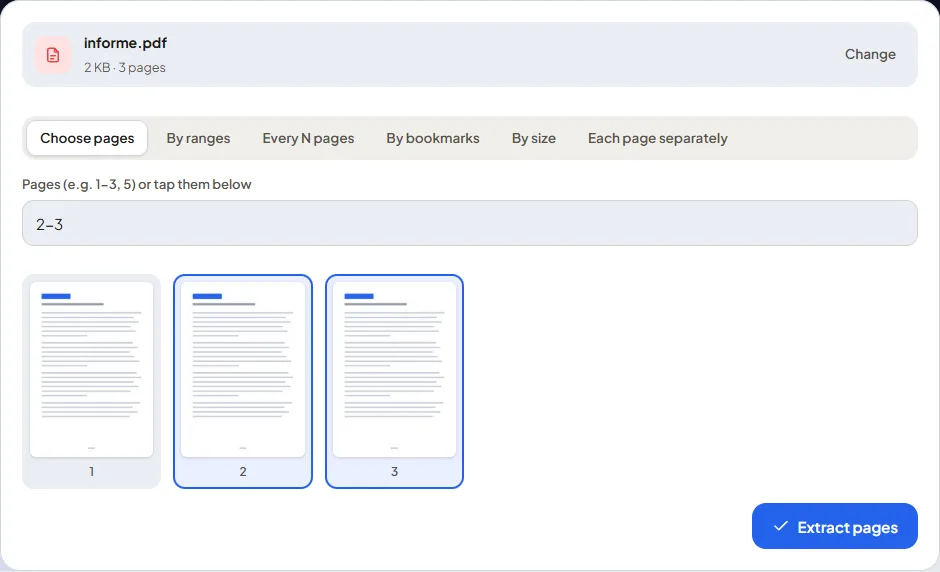 informe.pdf
2 KB · 3 pages
Change
Choose pages
By ranges
Every N pages
By bookmarks
By size
Each page separately
Pages (e.g. 1–3, 5) or tap them below
2–3
1
2
3
Extract pages